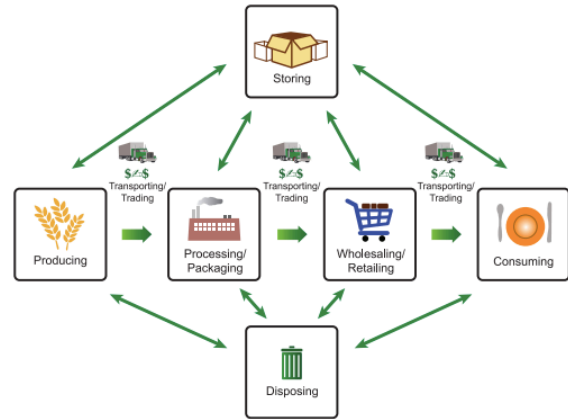 Storing
$✍$
Transporting/
Trading
$✍$
Transporting/
Trading
$✍$
Transporting/
Trading
Producing
Processing/
Packaging
Wholesaling/
Retailing
Consuming
Disposing